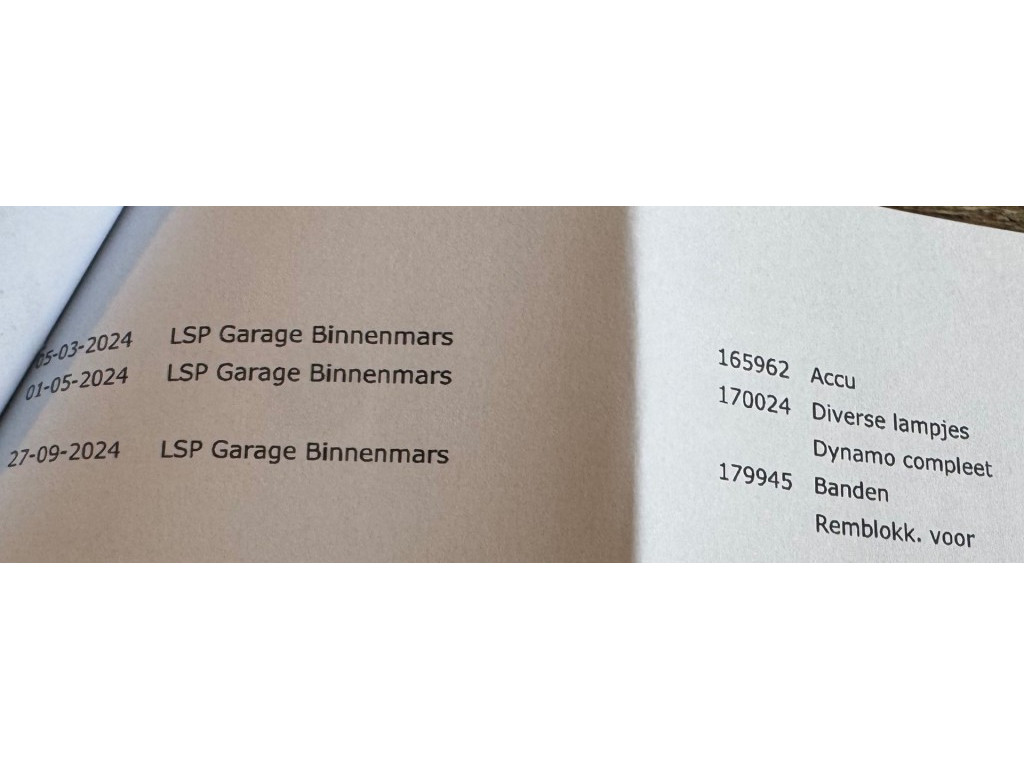 05-03-2024 LSP Garage Binnenmars 165962 Accu
01-05-2024 LSP Garage Binnenmars 170024 Diverse lampjes
Dynamo compleet
27-09-2024 LSP Garage Binnenmars 179945 Banden
Remblokk. voor